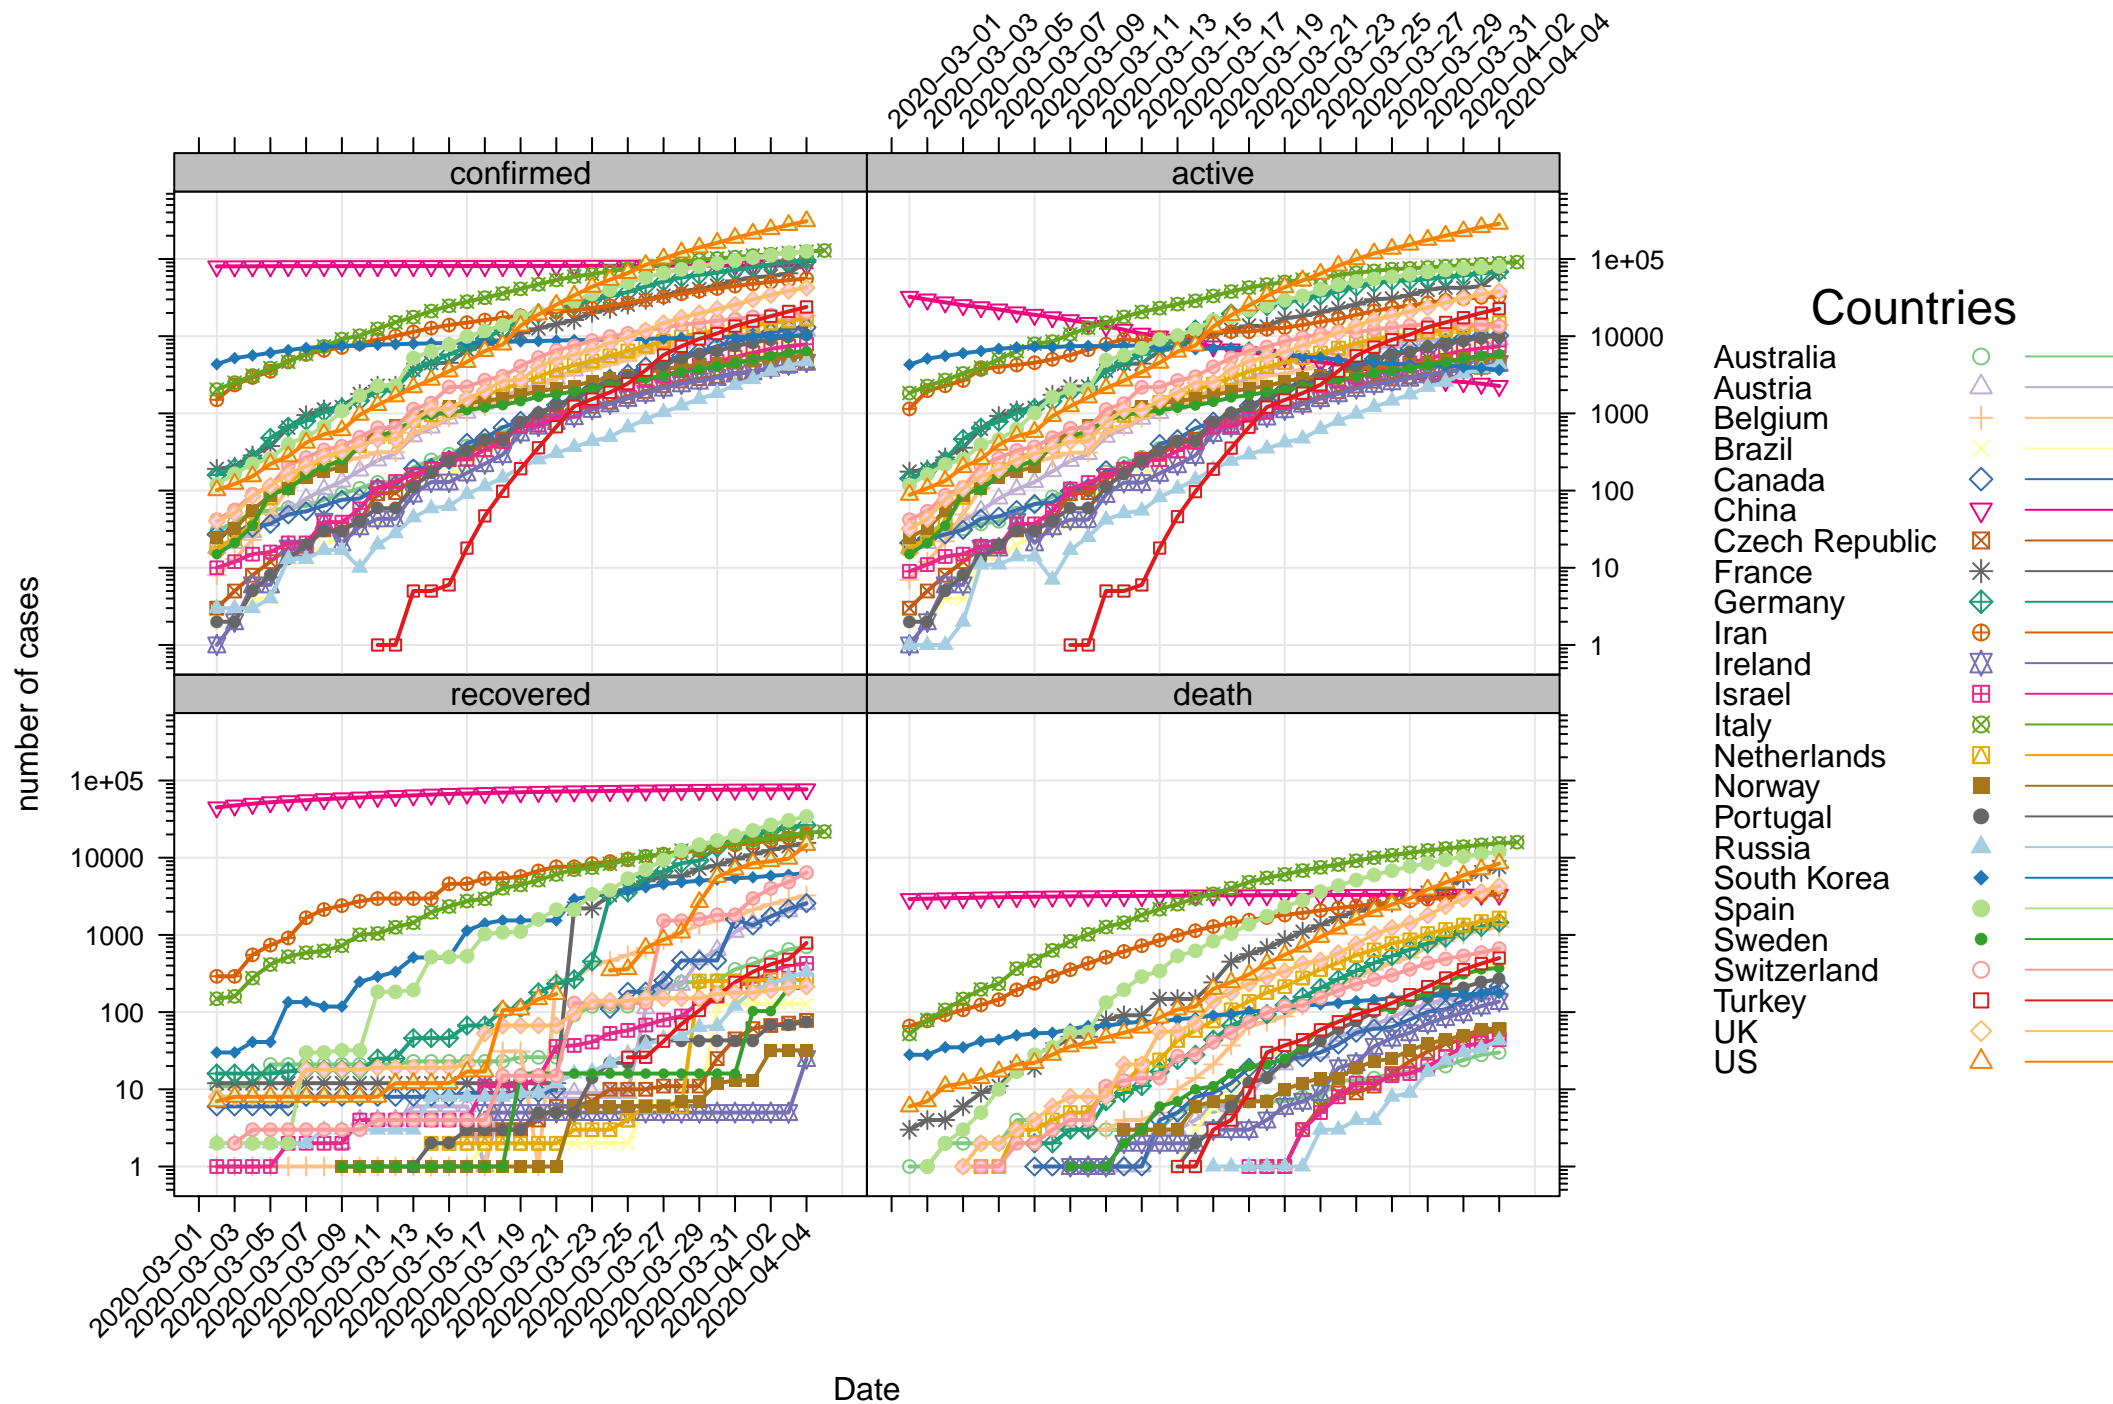 2020−03−01
2020−03−03
2020−03−05
2020−03−07
2020−03−09
2020−03−11
2020−03−13
2020−03−15
2020−03−17
2020−03−19
2020−03−21
2020−03−23
2020−03−25
2020−03−27
2020−03−29
2020−03−31
2020−04−02
2020−04−04
confirmed
active
1e+05
10000
1000
100
10
1
number of cases
recovered
death
1e+05
10000
1000
100
10
1
2020−03−01
2020−03−03
2020−03−05
2020−03−07
2020−03−09
2020−03−11
2020−03−13
2020−03−15
2020−03−17
2020−03−19
2020−03−21
2020−03−23
2020−03−25
2020−03−27
2020−03−29
2020−03−31
2020−04−02
2020−04−04
Date
Countries
Australia
Austria
Belgium
Brazil
Canada
China
Czech Republic
France
Germany
Iran
Ireland
Israel
Italy
Netherlands
Norway
Portugal
Russia
South Korea
Spain
Sweden
Switzerland
Turkey
UK
US